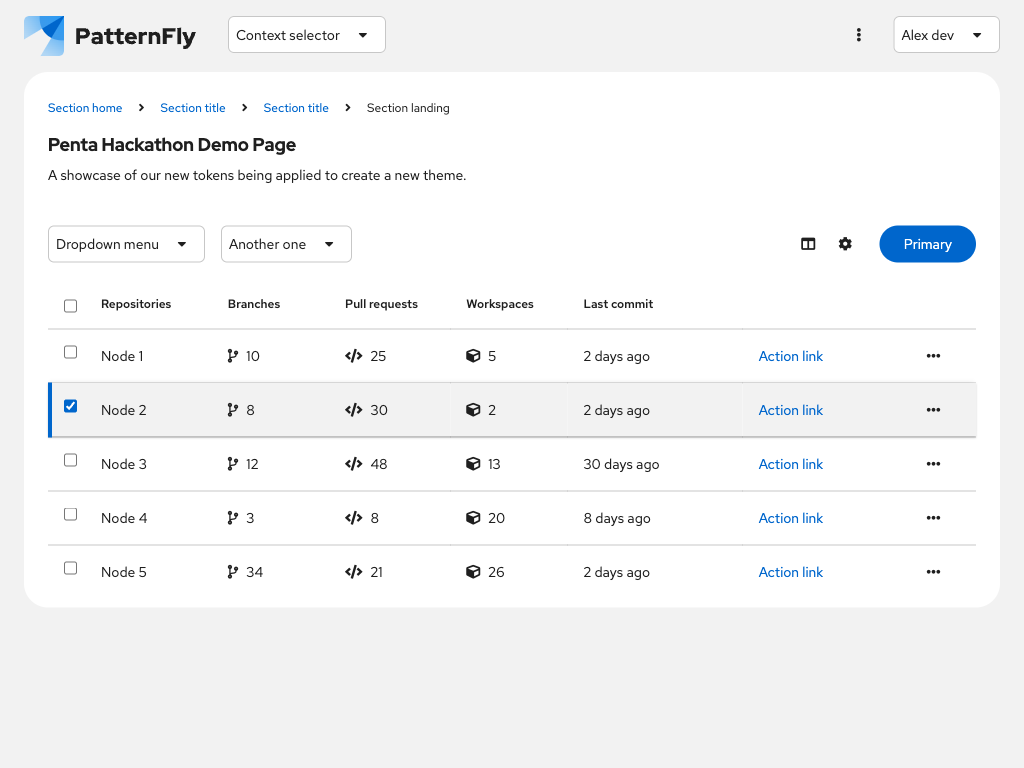 PatternFly Context selector Alex dev
Section home Section title Section title Section landing
Penta Hackathon Demo Page
A showcase of our new tokens being applied to create a new theme.
Dropdown menu Another one Primary
Repositories Branches Pull requests Workspaces Last commit
Node 1 10 25 5 2 days ago Action link
Node 2 8 30 2 2 days ago Action link
Node 3 12 48 13 30 days ago Action link
Node 4 3 8 20 8 days ago Action link
Node 5 34 21 26 2 days ago Action link